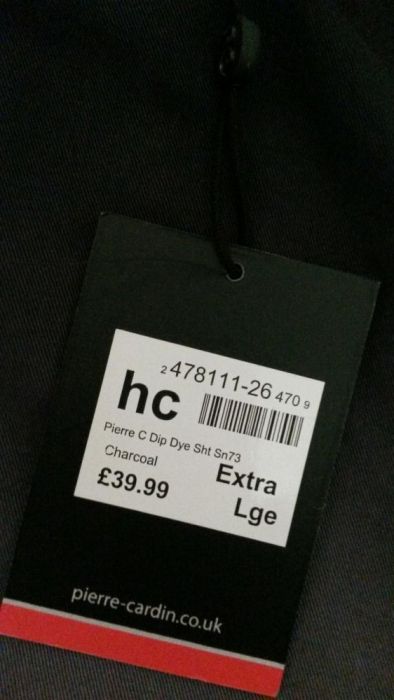 2 478111-26 470 9
hc
Pierre C Dip Dye Sht Sn73
Charcoal
£39.99
Extra
Lge
pierre-cardin.co.uk